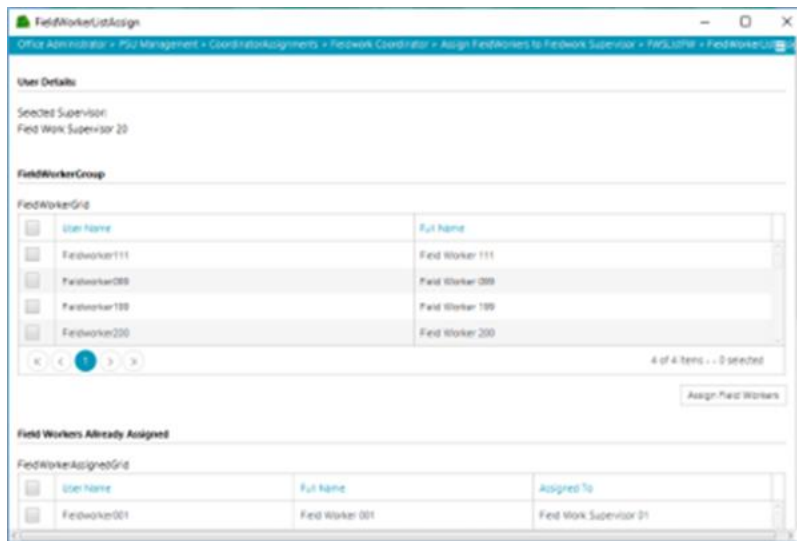 FieldWorkerListAssign
Office Administrator » PSU Management » CoordinatorAssignments » Fieldwork Coordinator » Assign FieldWorkers to Fieldwork Supervisor » FWSListFW »
User Details:
Selected Supervisor:
Field Work Supervisor 20
FieldWorkerGroup
FieldWorkerGrid
User Name Full Name
Fieldworker111 Field Worker 111
Fieldworker099 Field Worker 099
Fieldworker199 Field Worker 199
Fieldworker200 Field Worker 200
1 4 of 4 items - - 0 selected
Assign Field Workers
Field Workers Allready Assigned
FieldWorkerAssignedGrid
User Name Full Name Assigned To
Fieldworker001 Field Worker 001 Field Work Supervisor 01